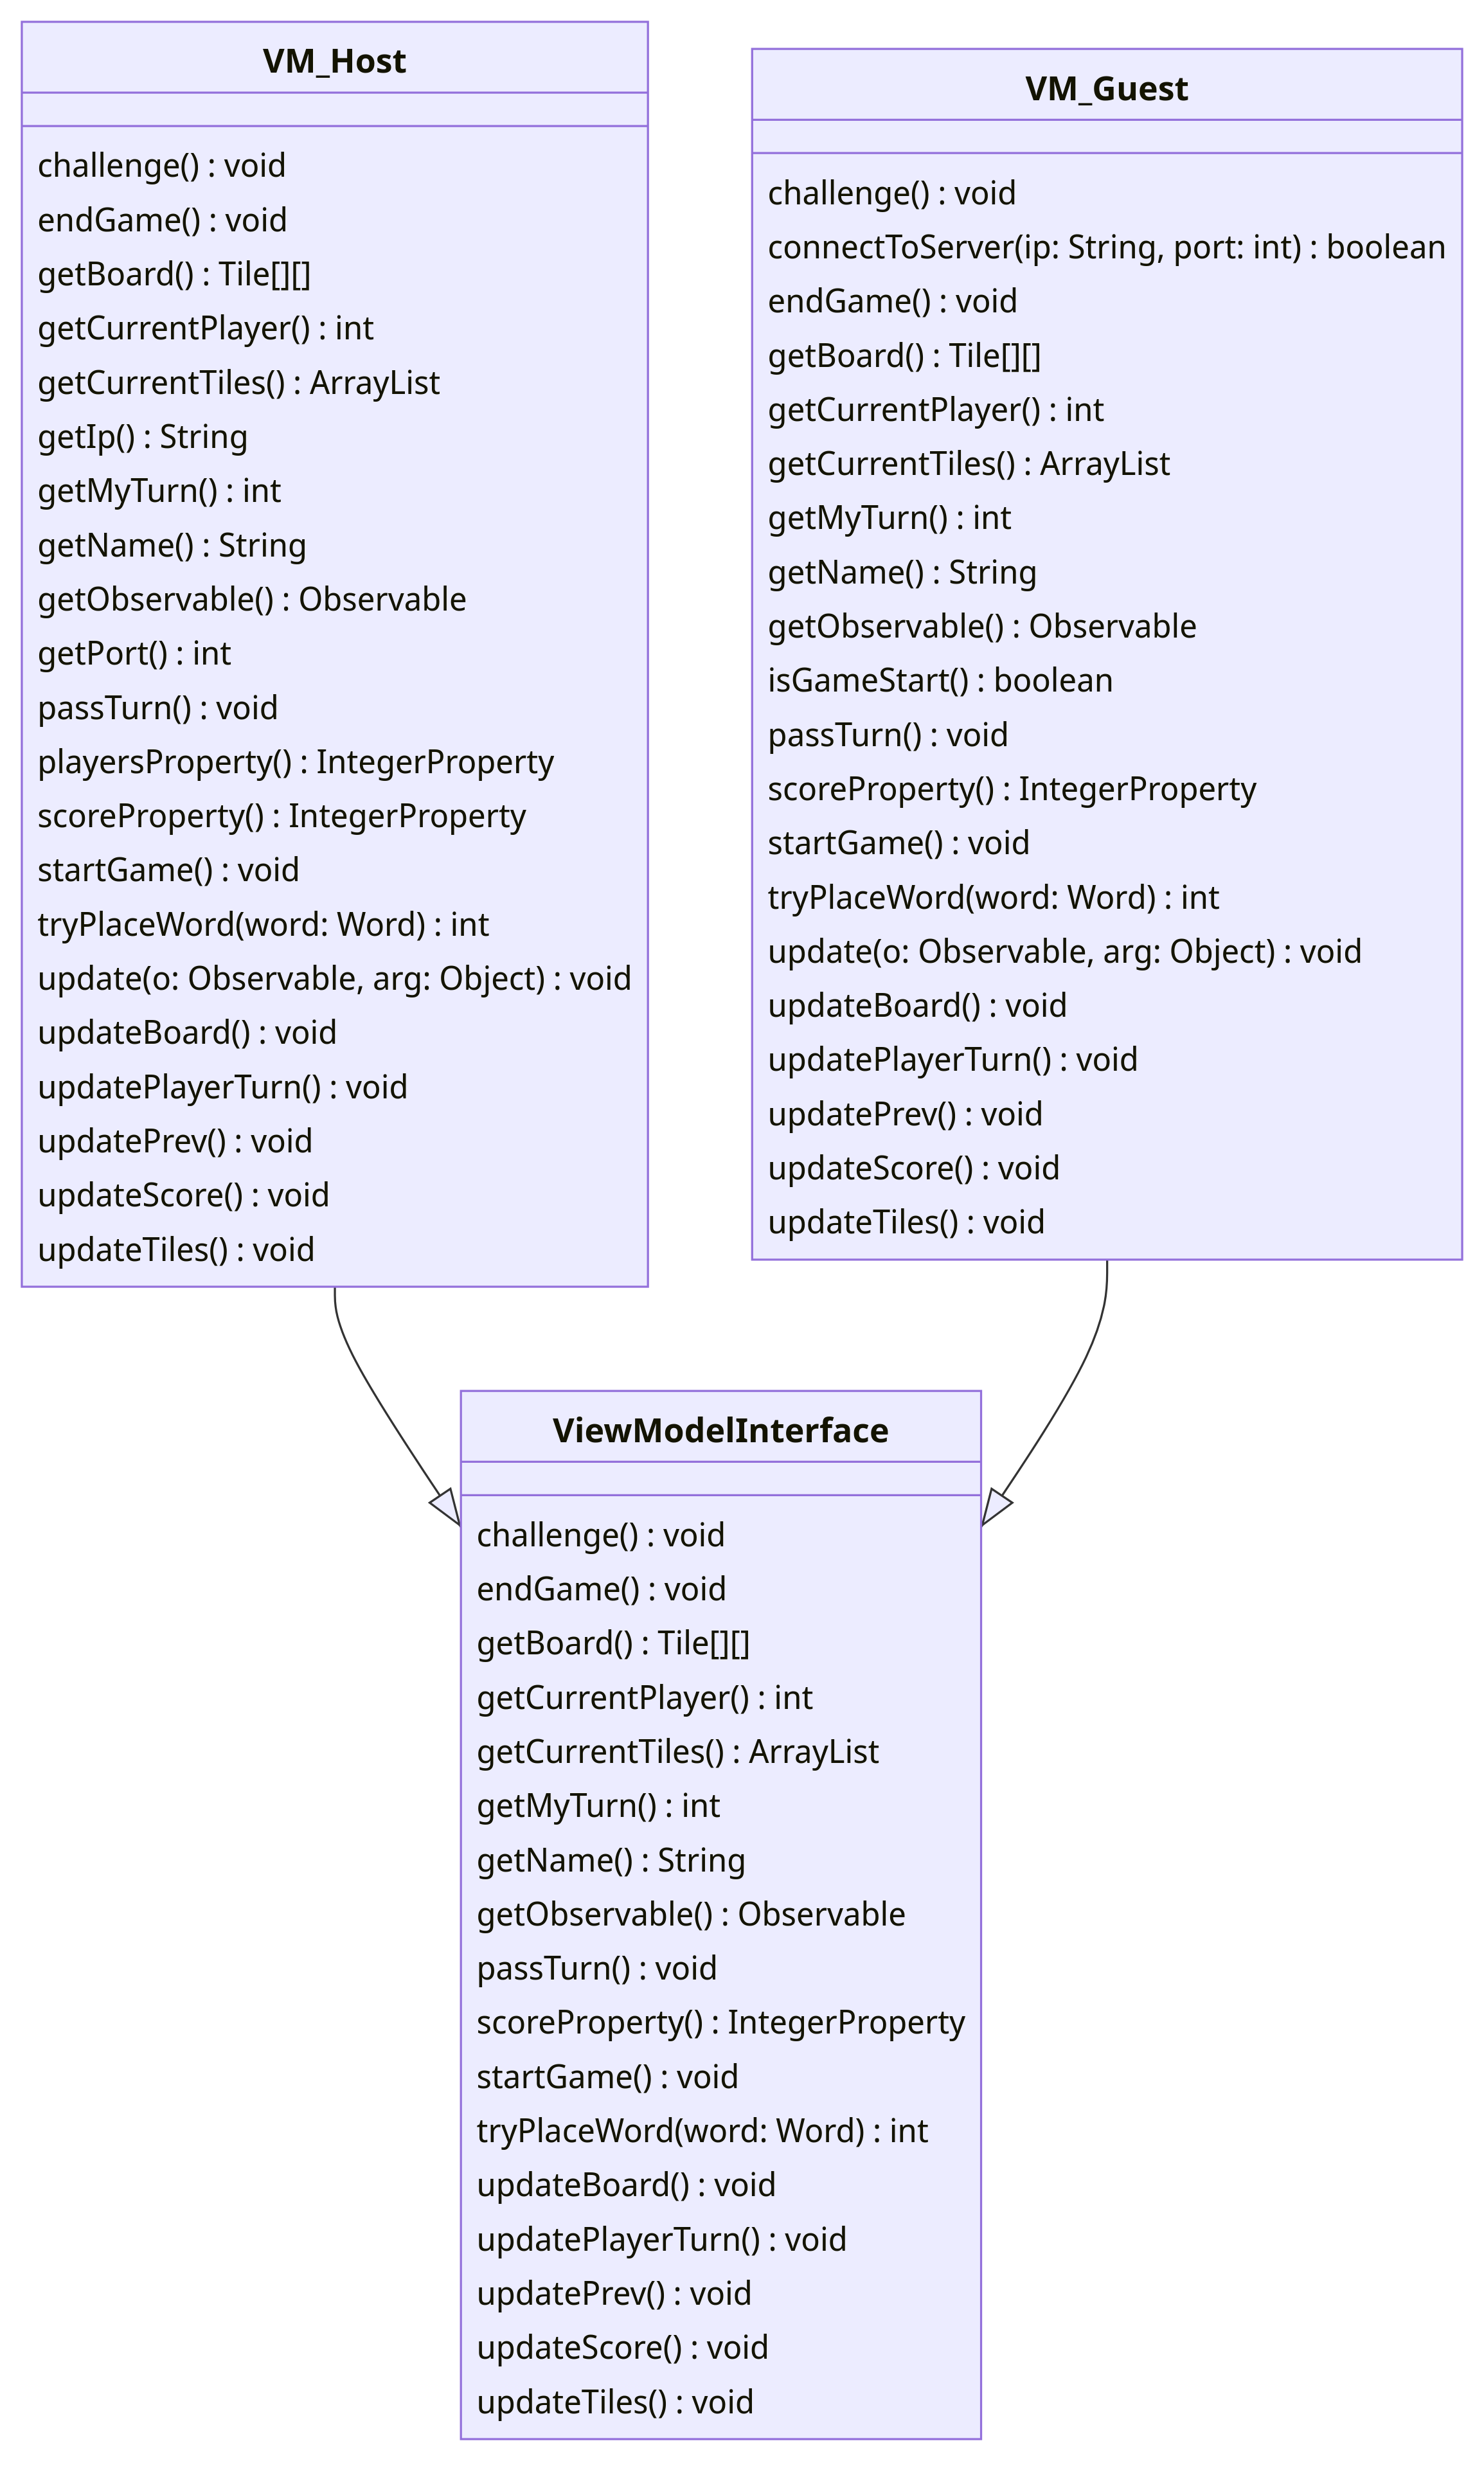 VM_Host
challenge() : void
endGame() : void
getBoard() : Tile[][]
getCurrentPlayer() : int
getCurrentTiles() : ArrayList
getIp() : String
getMyTurn() : int
getName() : String
getObservable() : Observable
getPort() : int
passTurn() : void
playersProperty() : IntegerProperty
scoreProperty() : IntegerProperty
startGame() : void
tryPlaceWord(word: Word) : int
update(o: Observable, arg: Object) : void
updateBoard() : void
updatePlayerTurn() : void
updatePrev() : void
updateScore() : void
updateTiles() : void
VM_Guest
challenge() : void
connectToServer(ip: String, port: int) : boolean
endGame() : void
getBoard() : Tile[][]
getCurrentPlayer() : int
getCurrentTiles() : ArrayList
getMyTurn() : int
getName() : String
getObservable() : Observable
isGameStart() : boolean
passTurn() : void
scoreProperty() : IntegerProperty
startGame() : void
tryPlaceWord(word: Word) : int
update(o: Observable, arg: Object) : void
updateBoard() : void
updatePlayerTurn() : void
updatePrev() : void
updateScore() : void
updateTiles() : void
ViewModelInterface
challenge() : void
endGame() : void
getBoard() : Tile[][]
getCurrentPlayer() : int
getCurrentTiles() : ArrayList
getMyTurn() : int
getName() : String
getObservable() : Observable
passTurn() : void
scoreProperty() : IntegerProperty
startGame() : void
tryPlaceWord(word: Word) : int
updateBoard() : void
updatePlayerTurn() : void
updatePrev() : void
updateScore() : void
updateTiles() : void